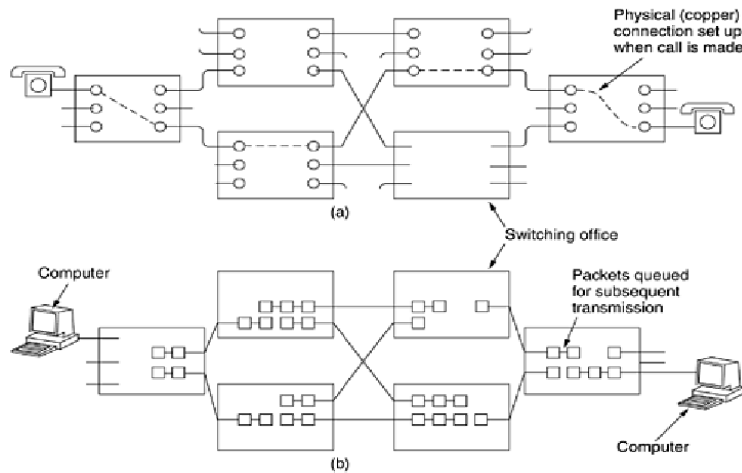 Physical (copper)
connection set up
when call is made
(a)
Switching office
Computer
Packets queued
for subsequent
transmission
Computer
(b)